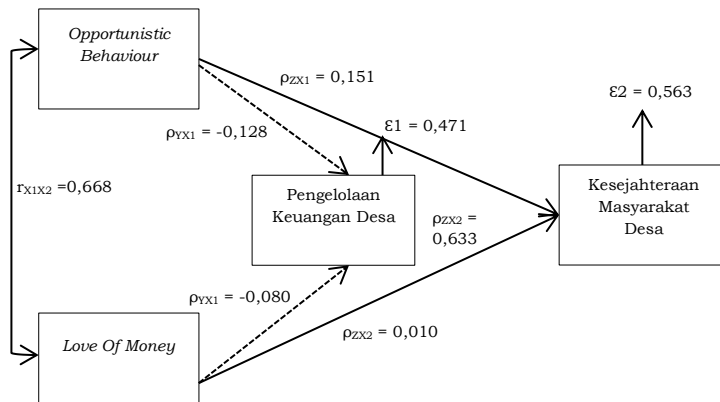 Opportunistic
Behaviour
ρZX1 = 0,151
ε2 = 0,563
ρYX1 = -0,128
ε1 = 0,471
rX1X2 =0,668
Pengelolaan
Keuangan Desa
Kesejahteraan
Masyarakat
Desa
ρZX2 =
0,633
ρYX1 = -0,080
ρZX2 = 0,010
Love Of Money